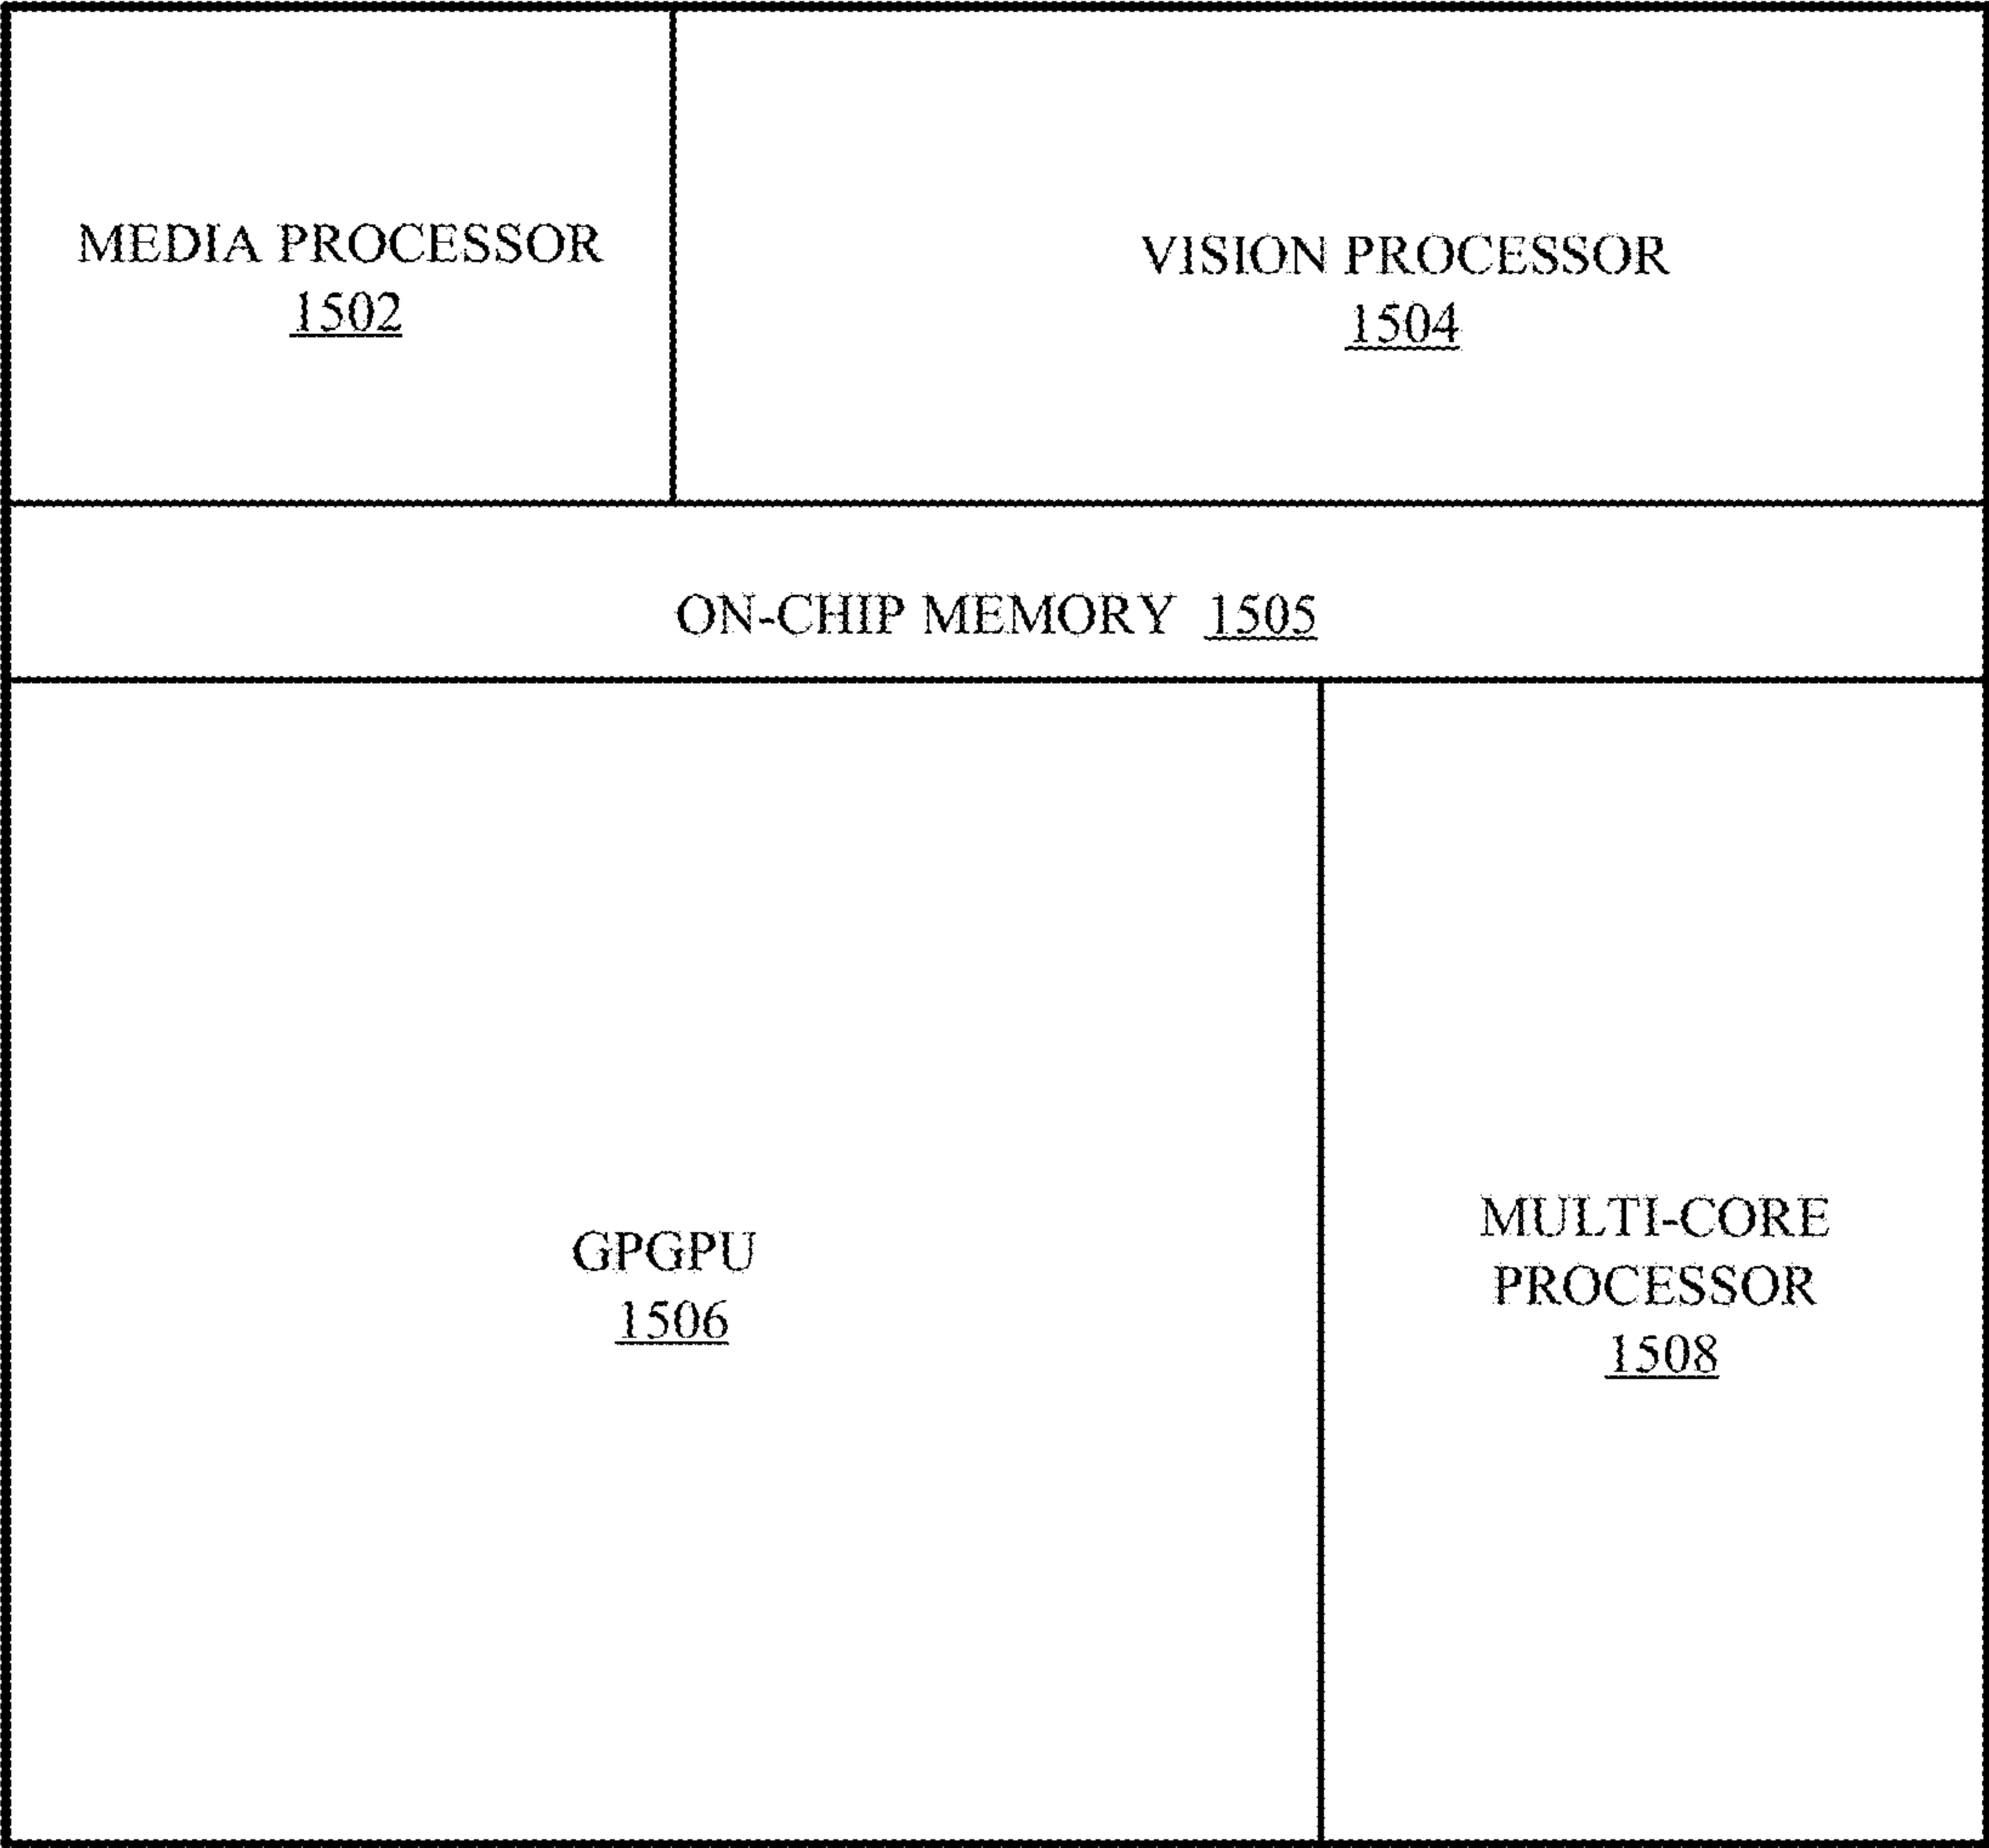 MEDIA PROCESSOR
1502
VISION PROCESSOR
1504
ON-CHIP MEMORY 1505
GPGPU
1506
MULTI-CORE
PROCESSOR
1508